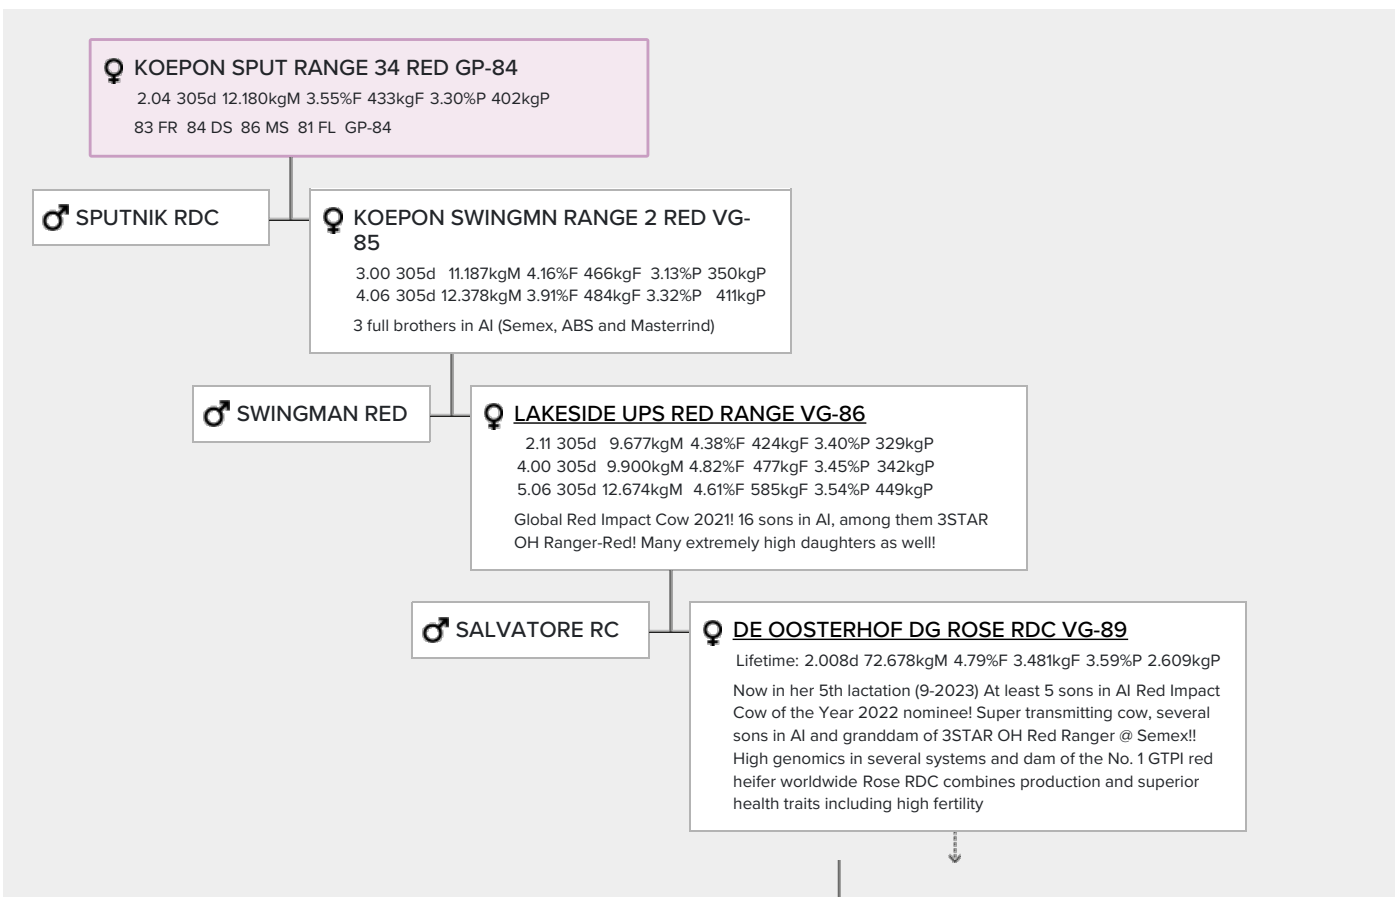 KOEPON SPUT RANGE 34 RED GP-84
2.04 305d 12.180kgM 3.55%F 433kgF 3.30%P 402kgP
83 FR 84 DS 86 MS 81 FL GP-84
SPUTNIK RDC
KOEPON SWINGMN RANGE 2 RED VG-
85
3.00 305d 11.187kgM 4.16%F 466kgF 3.13%P 350kgP
4.06 305d 12.378kgM 3.91%F 484kgF 3.32%P 411kgP
3 full brothers in AI (Semex, ABS and Masterrind)
SWINGMAN RED
LAKESIDE UPS RED RANGE VG-86
2.11 305d 9.677kgM 4.38%F 424kgF 3.40%P 329kgP
4.00 305d 9.900kgM 4.82%F 477kgF 3.45%P 342kgP
5.06 305d 12.674kgM 4.61%F 585kgF 3.54%P 449kgP
Global Red Impact Cow 2021! 16 sons in AI, among them 3STAR
OH Ranger-Red! Many extremely high daughters as well!
SALVATORE RC
DE OOSTERHOF DG ROSE RDC VG-89
Lifetime: 2.008d 72.678kgM 4.79%F 3.481kgF 3.59%P 2.609kgP
Now in her 5th lactation (9-2023) At least 5 sons in AI Red Impact
Cow of the Year 2022 nominee! Super transmitting cow, several
sons in AI and granddam of 3STAR OH Red Ranger @ Semex!!
High genomics in several systems and dam of the No. 1 GTPI red
heifer worldwide Rose RDC combines production and superior
health traits including high fertility